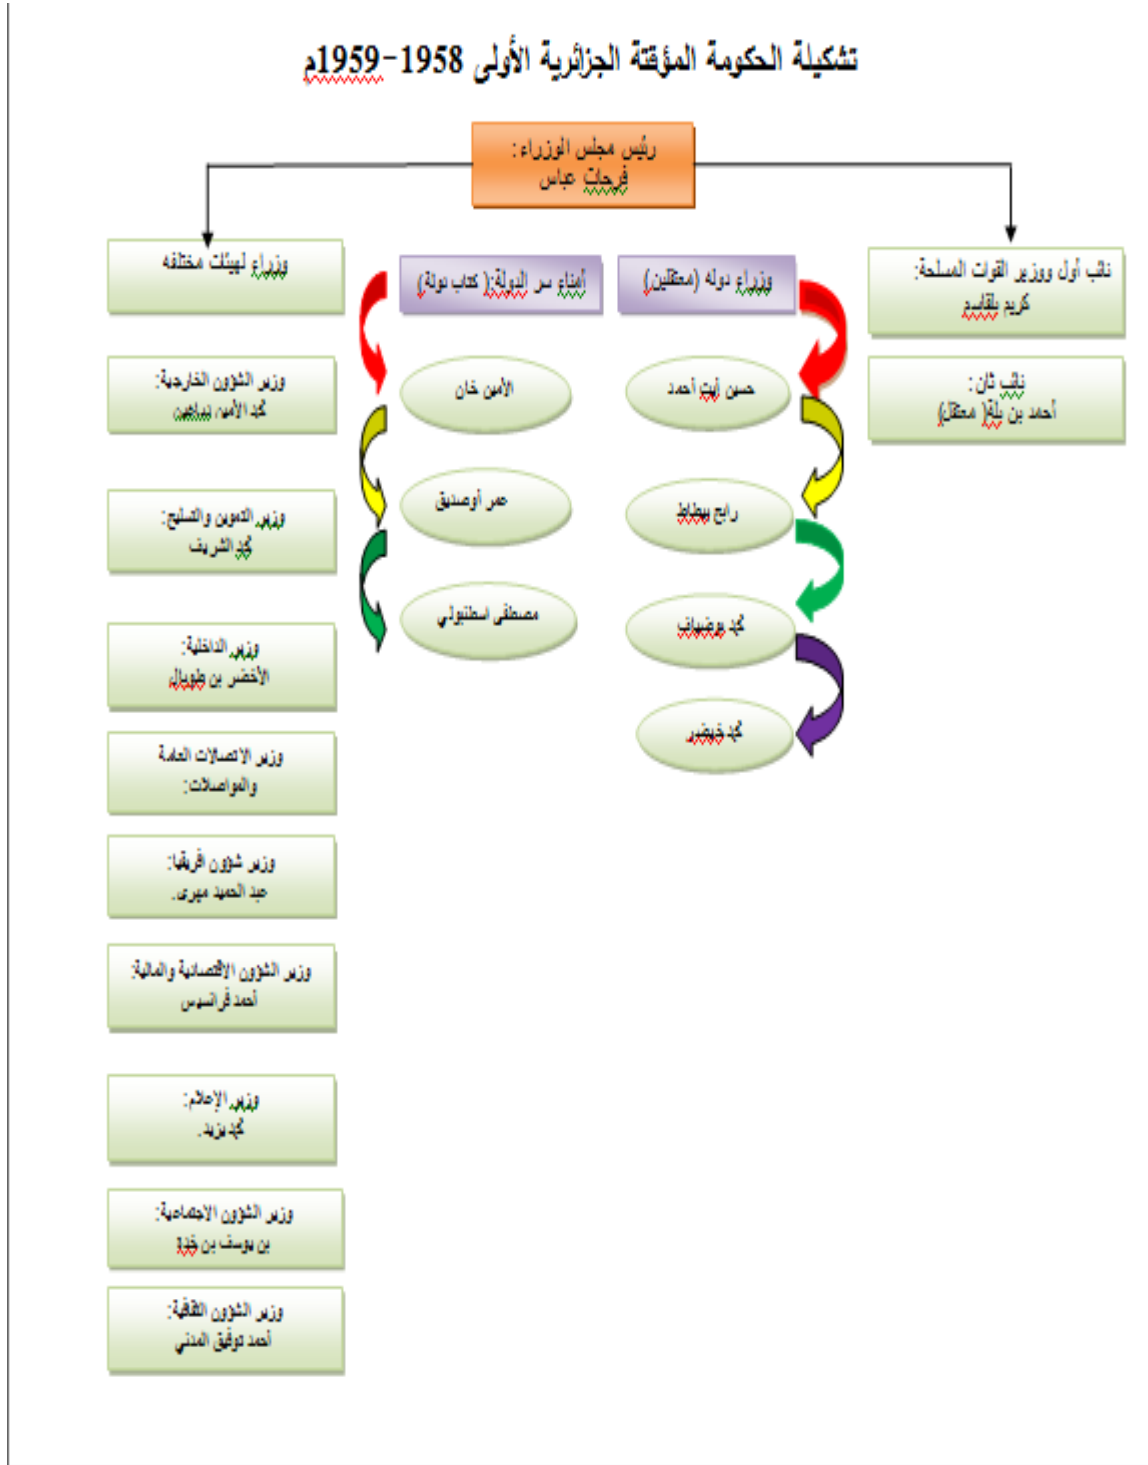 تشكيلة الحكومة المؤقتة الجزائرية الأولى 1958-1959م
رئيس مجلس الوزراء:
فرحات عباس
نائب أول ووزير القوات المسلحة:
كريم بلقاسم
نائب ثان:
أحمد بن بلة( معتقل)
وزراء دوله (معتقلين)
حسن أيت أحمد
رابح بيطاط
محمد بوضياف
محمد خيضر
أمناء سر الدولة:( كتاب دولة)
الأمين خان
عمر أوصديق
مصطفى اسطنبولي
وزراء لهيئات مختلفه
وزير الشؤون الخارجية:
محمد الأمين دباغين
وزير التموين والتسليح:
محمد الشريف
وزير الداخلية:
الأخضر بن طوبال
وزير الاتصالات العامة
والمواصلات:
وزير شؤون افريقيا:
عبد الحميد مهري.
وزير الشؤون الاقتصادية والمالية:
أحمد فرانسيس
وزير الإعلام:
محمد يزيد.
وزير الشؤون الاجتماعية:
بن يوسف بن خدة
وزير الشؤون الثقافية:
أحمد توفيق المدني